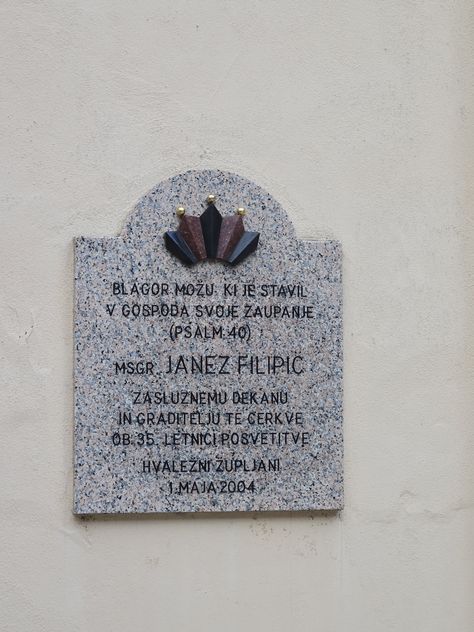 BLAGOR MOŽU, KI JE STAVIL
V GOSPODA SVOJE ZAUPANJE
(PSALM 40)
MSGR. JANEZ FILIPIČ
ZASLUŽNEMU DEKANU
IN GRADITELJU TE CERKVE
OB 35. LETNICI POSVETITVE
HVALEŽNI ŽUPLJANI
1. MAJA 2004